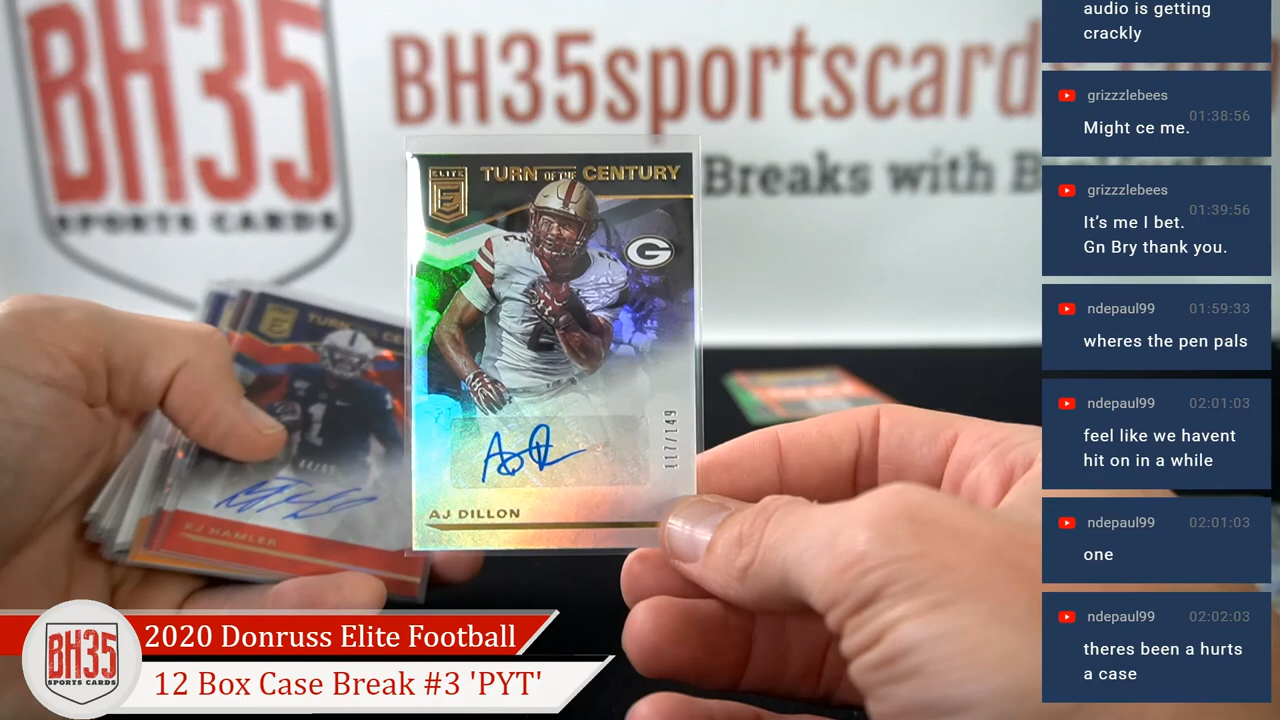 BH35
SPORTS CARDS
BH35sportscards
Breaks with
ELITE
E
TURN OF THE CENTURY
G
2
AJ DILLON
117/149
KJ HAMLER
BH35
SPORTS CARDS
2020 Donruss Elite Football
12 Box Case Break #3 'PYT'
audio is getting
crackly
grizzzlebees
01:38:56
Might ce me.
grizzzlebees
01:39:56
It's me I bet.
Gn Bry thank you.
ndepaul99 01:59:33
wheres the pen pals
ndepaul99 02:01:03
feel like we havent
hit on in a while
ndepaul99 02:01:03
one
ndepaul99 02:02:03
theres been a hurts
a case